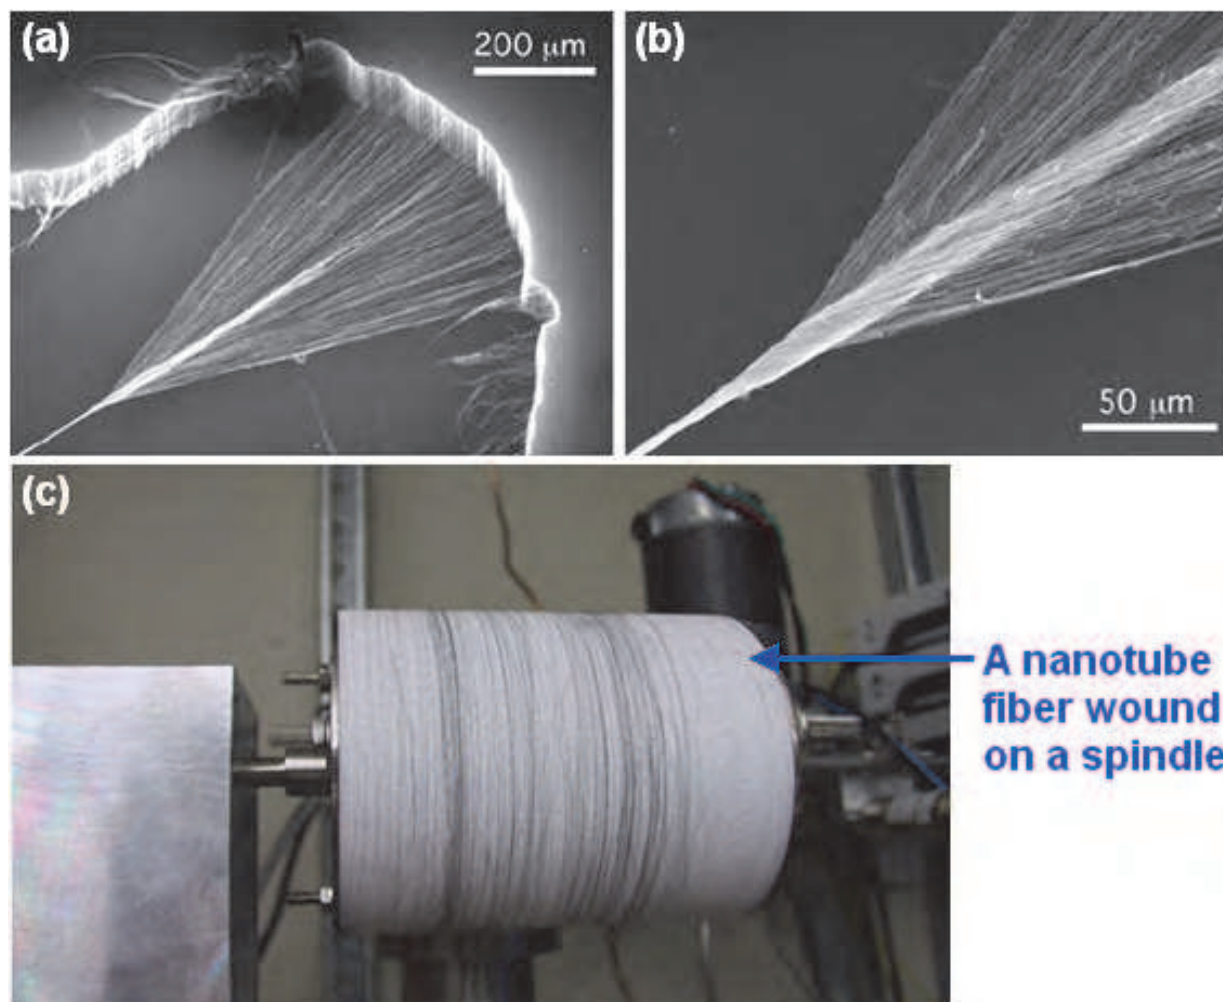 (a)
200 μm
(b)
50 μm
(c)
A nanotube
fiber wound
on a spindle